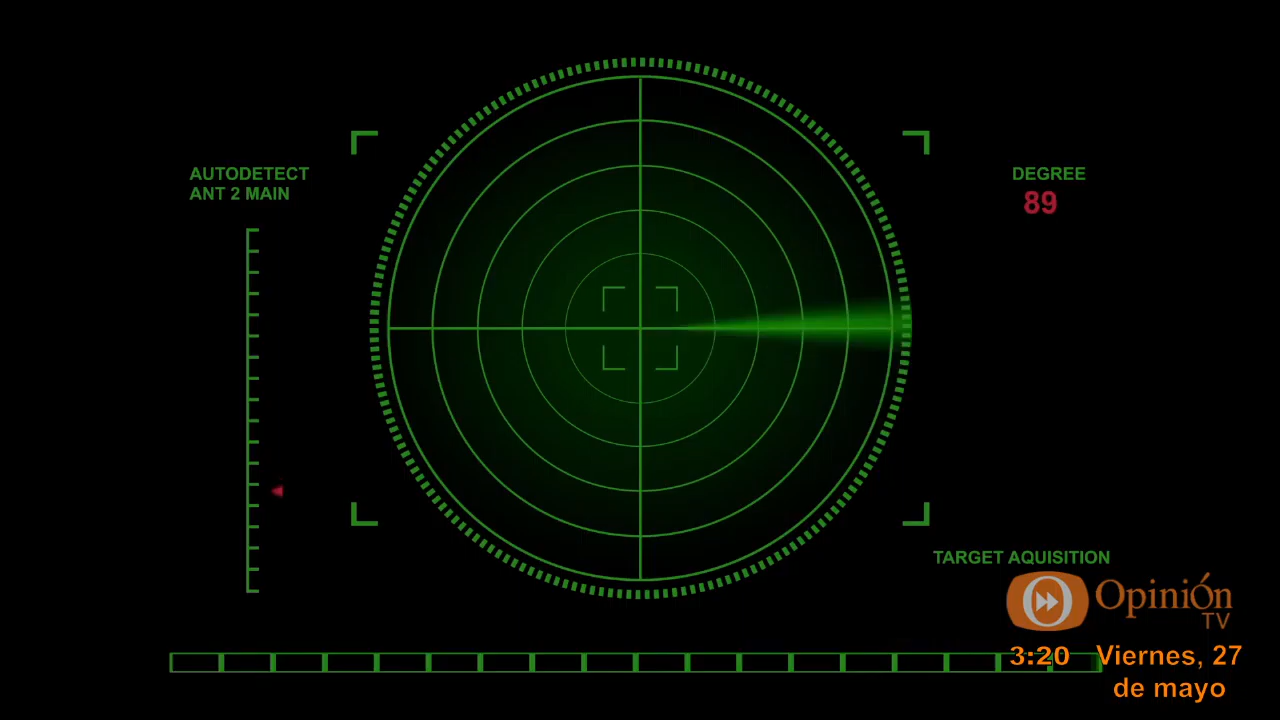 AUTODETECT
ANT 2 MAIN
DEGREE
89
TARGET AQUISITION
Opinión
TV
3:20 Viernes, 27
de mayo